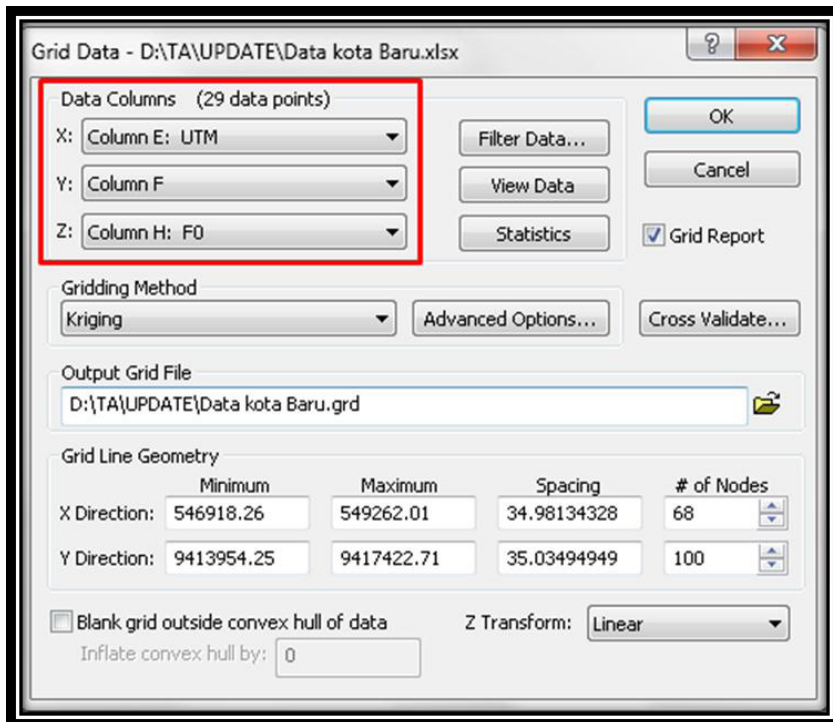 Grid Data - D:\TA\UPDATE\Data kota Baru.xlsx
Data Columns (29 data points)
X: Column E: UTM
Y: Column F
Z: Column H: F0
Filter Data...
View Data
Statistics
OK
Cancel
Grid Report
Gridding Method
Kriging
Advanced Options...
Cross Validate...
Output Grid File
D:\TA\UPDATE\Data kota Baru.grd
Grid Line Geometry
Minimum Maximum Spacing # of Nodes
X Direction: 546918.26 549262.01 34.98134328 68
Y Direction: 9413954.25 9417422.71 35.03494949 100
Blank grid outside convex hull of data
Z Transform: Linear
Inflate convex hull by: 0